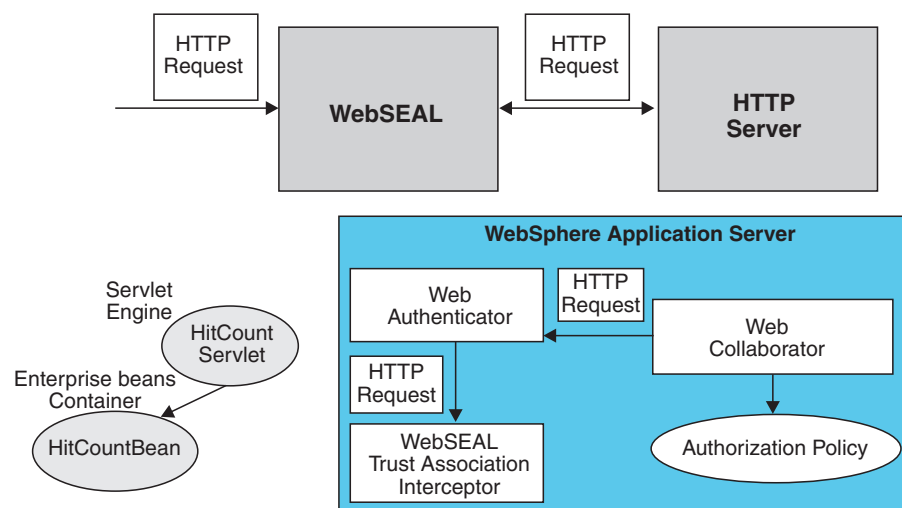 HTTP
Request
HTTP
Request
WebSEAL
HTTP
Server
WebSphere Application Server
Servlet
Engine
HitCount
Servlet
Enterprise beans
Container
HitCountBean
Web
Authenticator
HTTP
Request
Web
Collaborator
HTTP
Request
WebSEAL
Trust Association
Interceptor
Authorization Policy